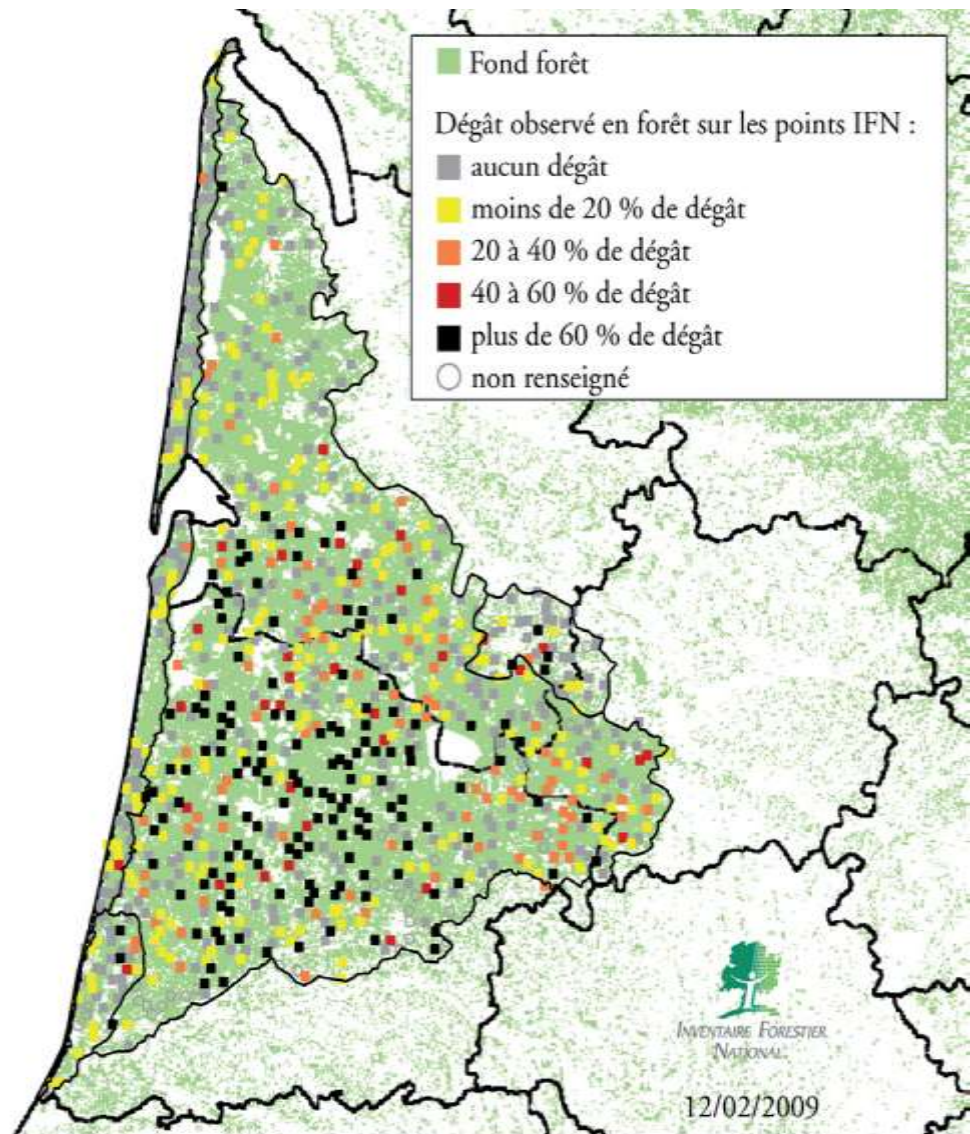 Fond forêt
Dégât observé en forêt sur les points IFN :
aucun dégât
moins de 20 % de dégât
20 à 40 % de dégât
40 à 60 % de dégât
plus de 60 % de dégât
non renseigné
INVENTAIRE FORESTIER
NATIONAL
12/02/2009